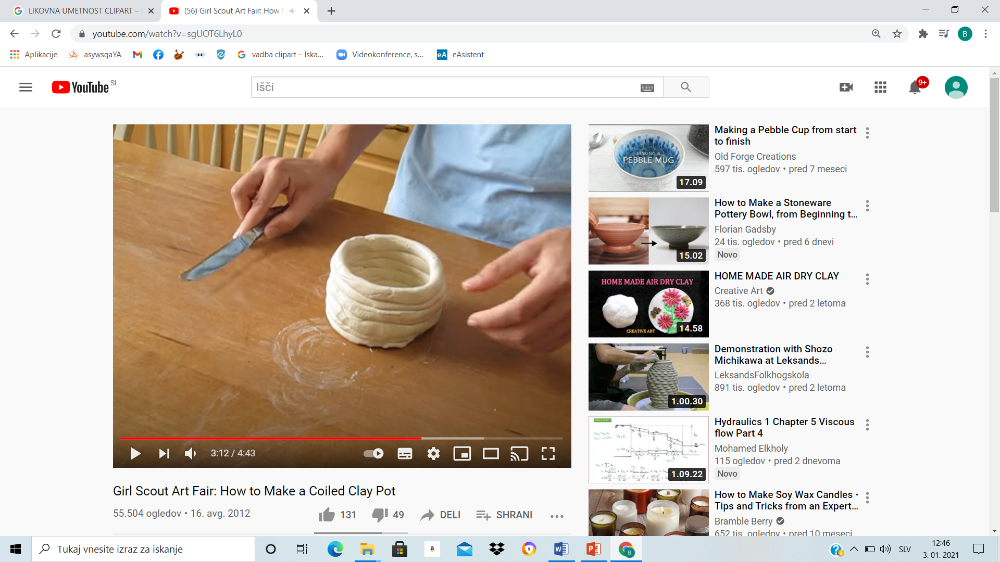 LIKOVNA UMETNOST CLIPART –
(56) Girl Scout Art Fair: How
youtube.com/watch?v=sgUOT6LhyL0
B
Aplikacije
asywsqaYA
vadba clipart – Iska...
Videokonference, s...
eA eAsistent
YouTube SI
Išči
9+
Making a Pebble Cup from start
to finish
Old Forge Creations
597 tis. ogledov • pred 7 meseci
MAKING A
PEBBLE MUG
17.09
How to Make a Stoneware
Pottery Bowl, from Beginning t...
Florian Gadsby
24 tis. ogledov • pred 6 dnevi
Novo
15.02
HOME MADE AIR DRY CLAY
Creative Art
368 tis. ogledov • pred 2 letoma
HOME MADE AIR DRY CLAY
CREATIVE ART
14.58
Demonstration with Shozo
Michikawa at Leksands...
LeksandsFolkhogskola
891 tis. ogledov • pred 2 letoma
1.00.30
Hydraulics 1 Chapter 5 Viscous
flow Part 4
Mohamed Elkholy
115 ogledov • pred 2 dnevoma
Novo
1.09.22
How to Make Soy Wax Candles -
Tips and Tricks from an Expert...
Bramble Berry
652 tis. ogledov • pred 10 meseci
3:12 / 4:43
Girl Scout Art Fair: How to Make a Coiled Clay Pot
55.504 ogledov • 16. avg. 2012
131
49
DELI
SHRANI
Tukaj vnesite izraz za iskanje
a
SLV
12:46
3. 01. 2021